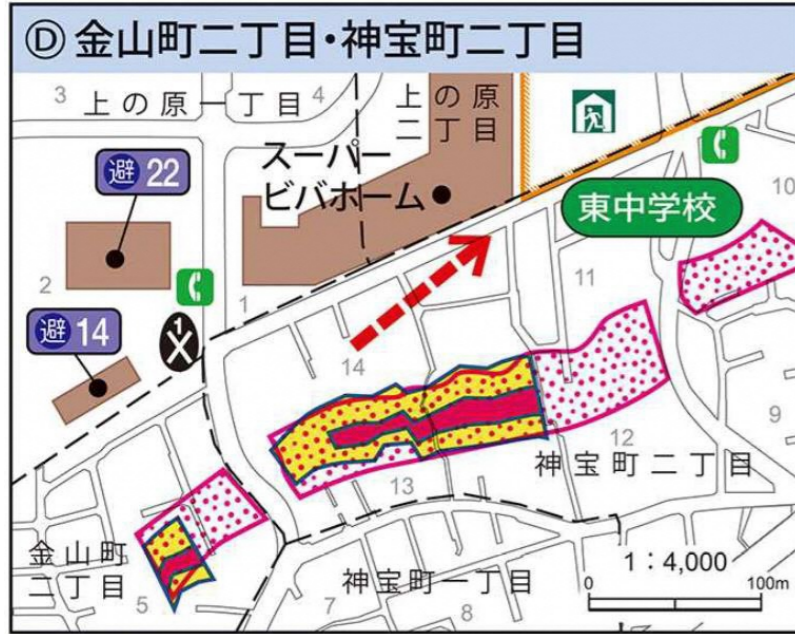 Ⓓ 金山町二丁目・神宝町二丁目
3
上の原一丁目
4
上の原
二丁目
スーパー
ビバホーム
避 22
東中学校
10
2
1
11
避 14
1
14
9
12
神宝町二丁目
13
金山町
二丁目
5
神宝町一丁目
7
8
1:4,000
0
100m